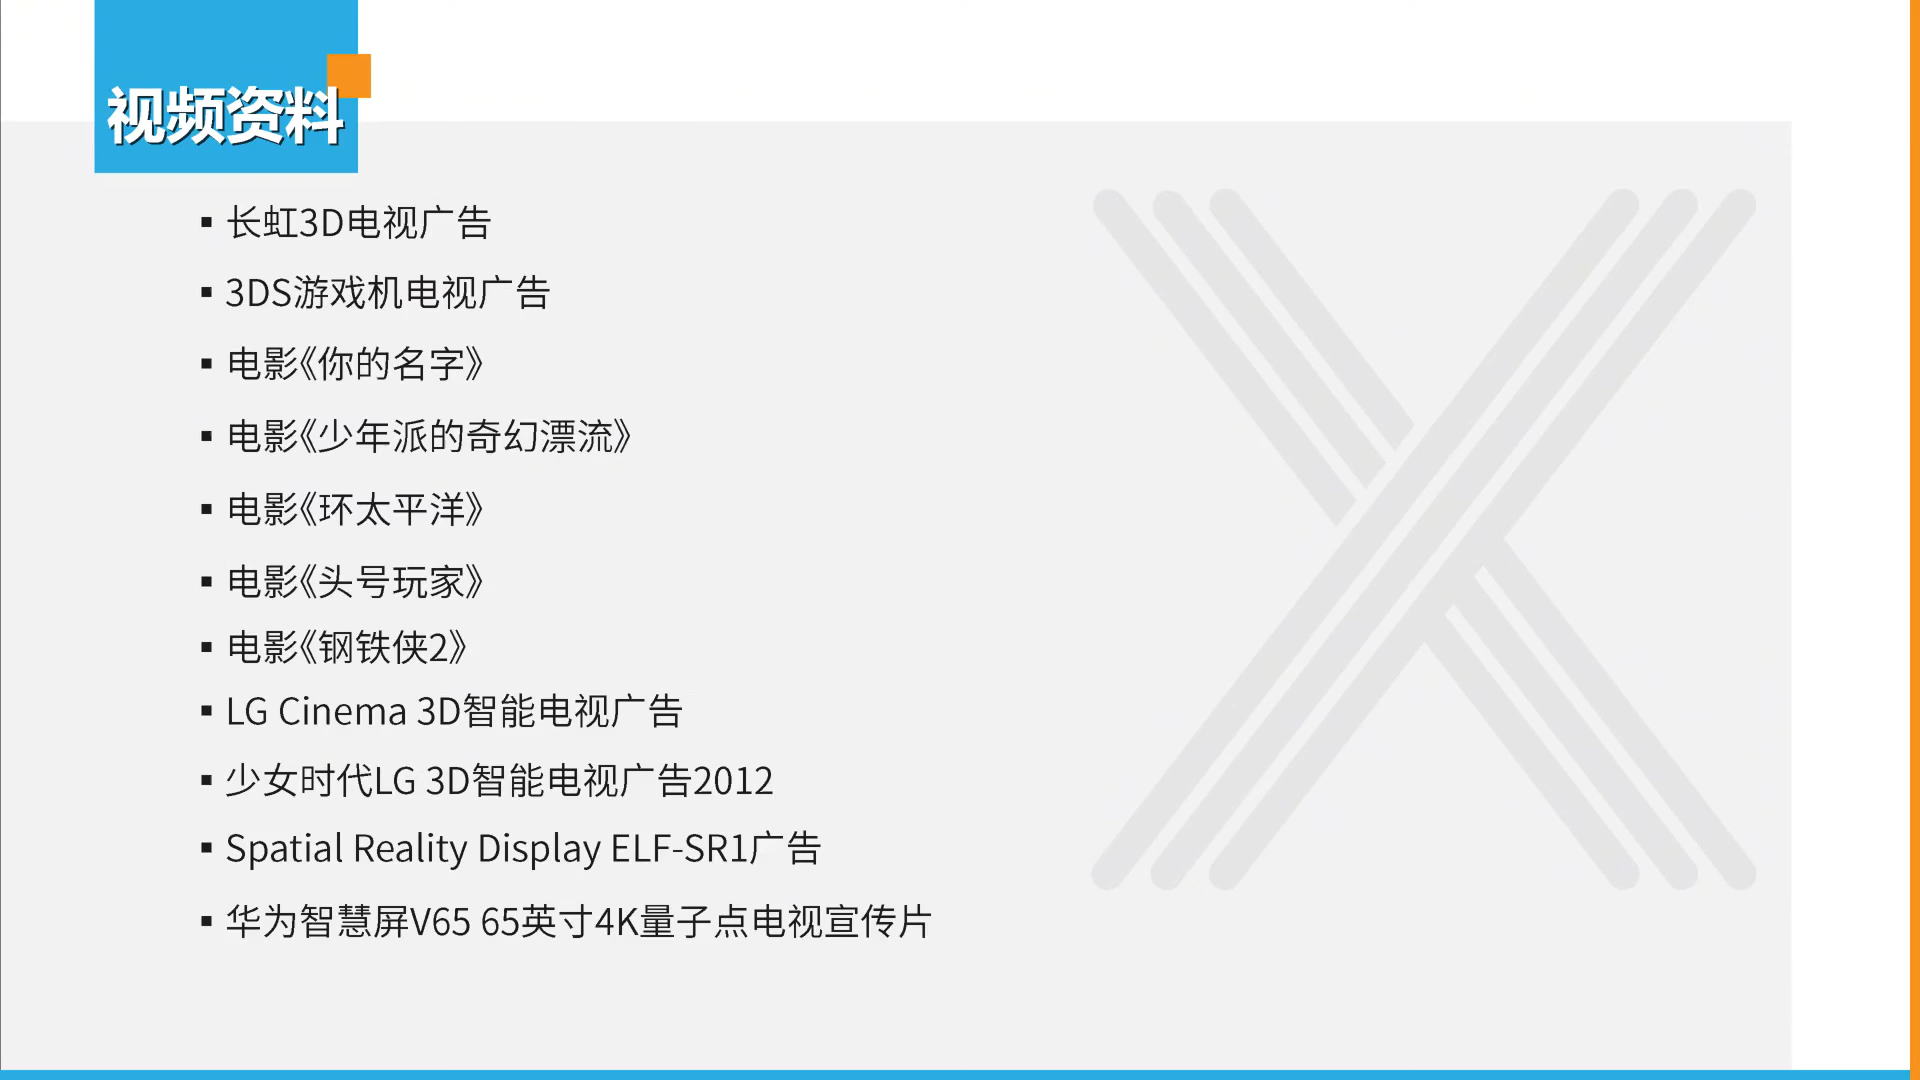 视频资料
▪ 长虹3D电视广告
▪ 3DS游戏机电视广告
▪ 电影《你的名字》
▪ 电影《少年派的奇幻漂流》
▪ 电影《环太平洋》
▪ 电影《头号玩家》
▪ 电影《钢铁侠2》
▪ LG Cinema 3D智能电视广告
▪ 少女时代LG 3D智能电视广告2012
▪ Spatial Reality Display ELF-SR1广告
▪ 华为智慧屏V65 65英寸4K量子点电视宣传片